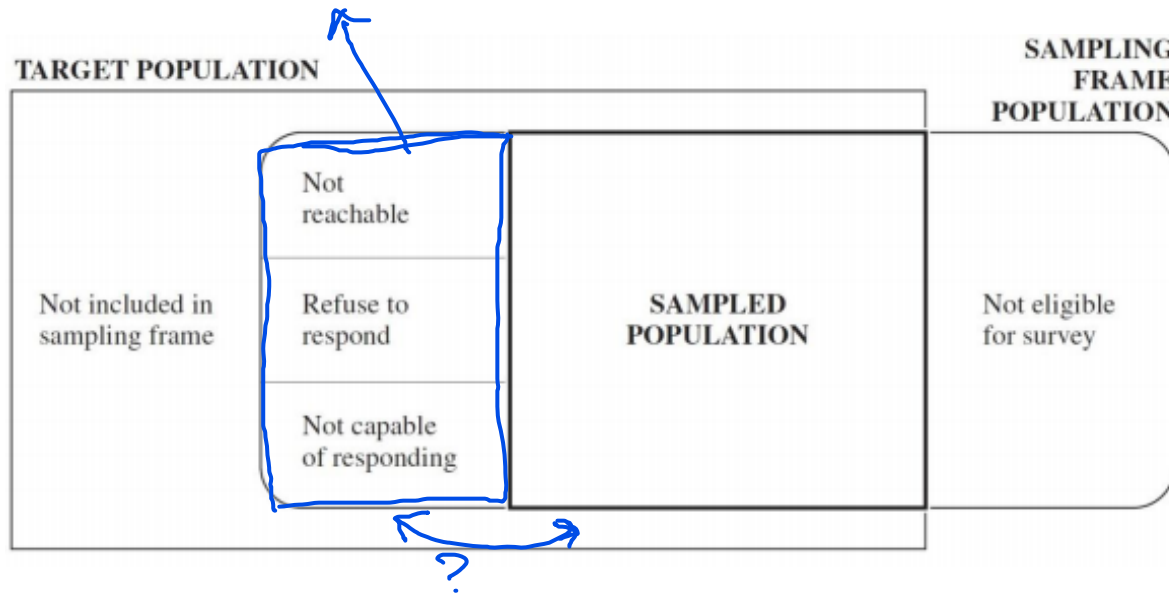 TARGET POPULATION
SAMPLING
FRAME
POPULATION
Not included in
sampling frame
Not
reachable
Refuse to
respond
Not capable
of responding
SAMPLED
POPULATION
Not eligible
for survey
?